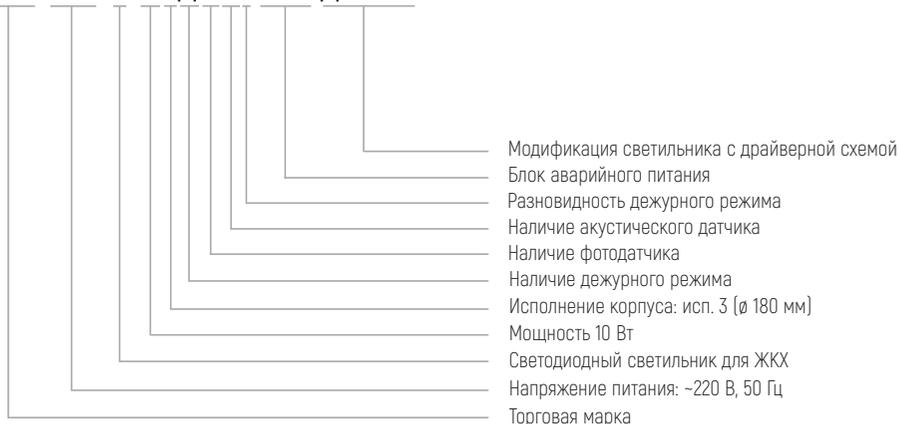 Модификация светильника с драйверной схемой
Блок аварийного питания
Разновидность дежурного режима
Наличие акустического датчика
Наличие фотодатчика
Наличие дежурного режима
Исполнение корпуса: исп. 3 (ø 180 мм)
Мощность 10 Вт
Светодиодный светильник для ЖКХ
Напряжение питания: ~220 В, 50 Гц
Торговая марка